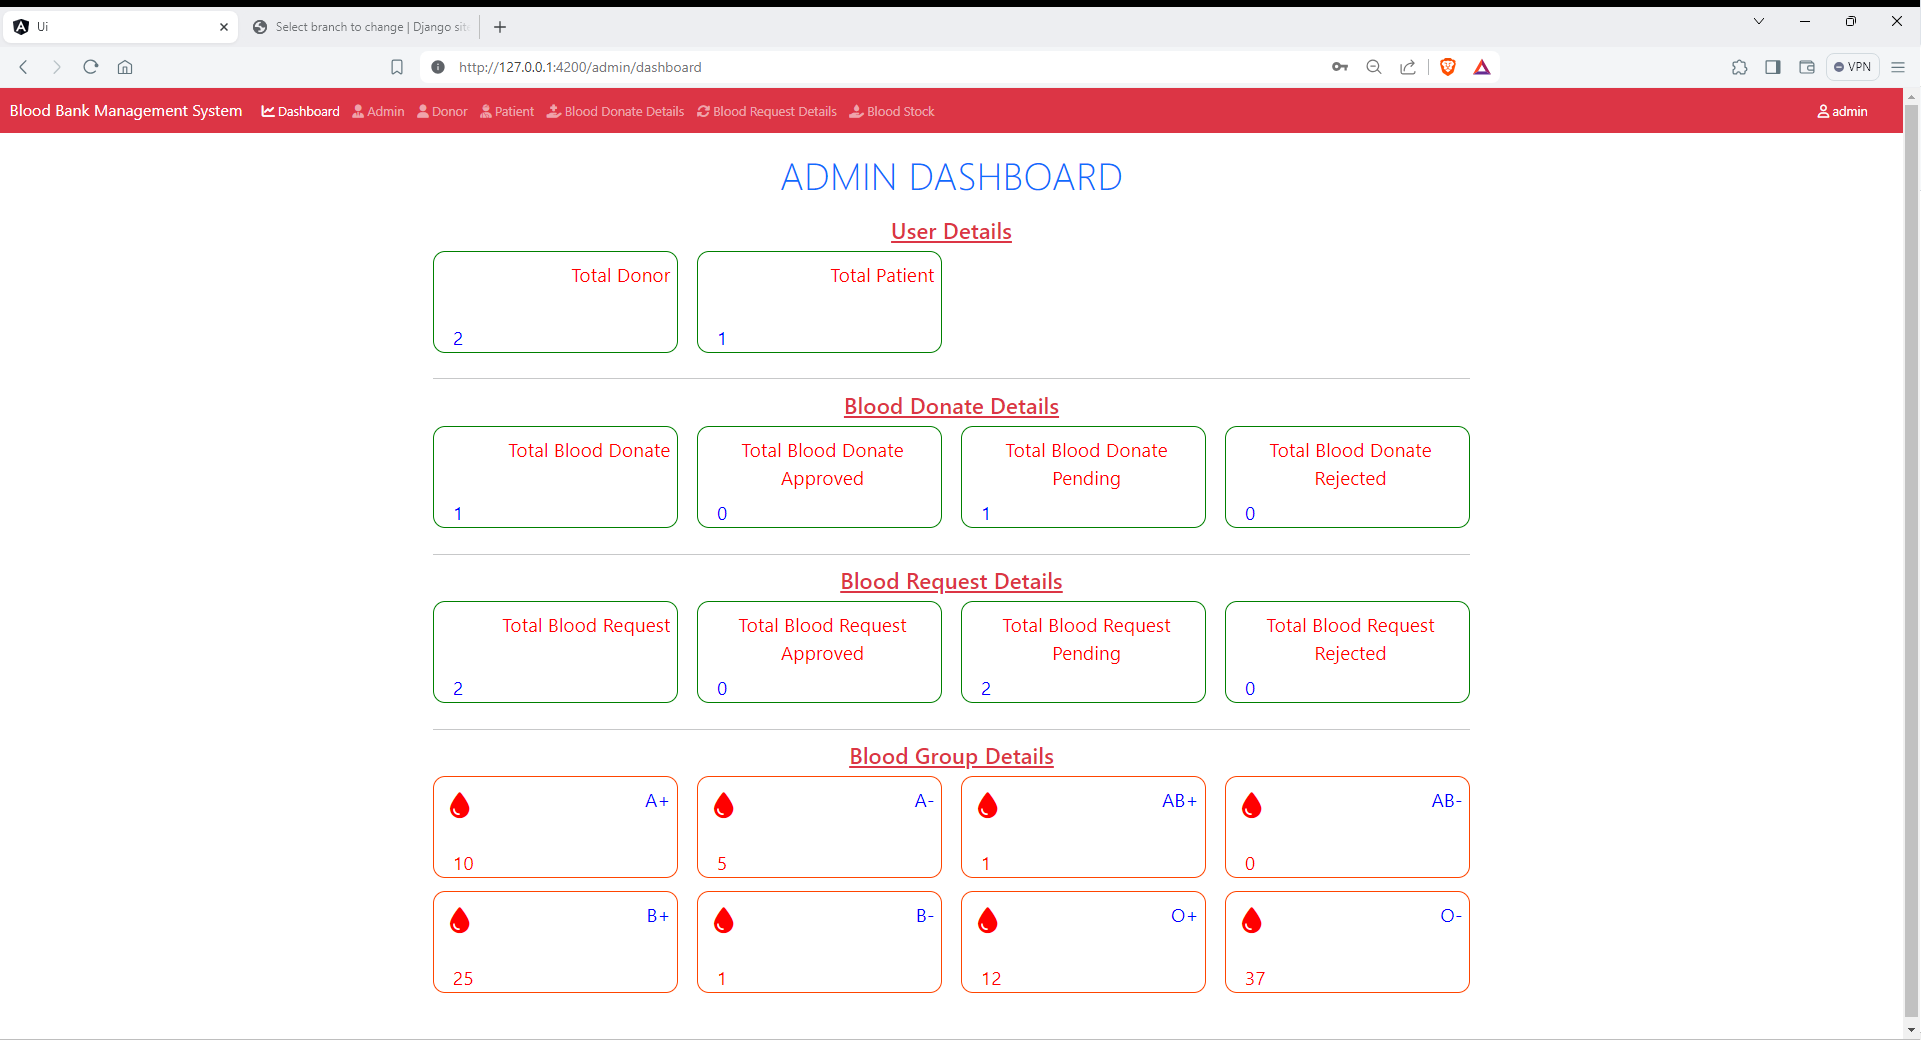 Ui
Select branch to change | Django sit
http://127.0.0.1:4200/admin/dashboard
VPN
Blood Bank Management System Dashboard Admin Donor Patient Blood Donate Details Blood Request Details Blood Stock admin
ADMIN DASHBOARD
User Details
Total Donor
2
Total Patient
1
Blood Donate Details
Total Blood Donate
1
Total Blood Donate
Approved
0
Total Blood Donate
Pending
1
Total Blood Donate
Rejected
0
Blood Request Details
Total Blood Request
2
Total Blood Request
Approved
0
Total Blood Request
Pending
2
Total Blood Request
Rejected
0
Blood Group Details
A+
10
A-
5
AB+
1
AB-
0
B+
25
B-
1
O+
12
O-
37